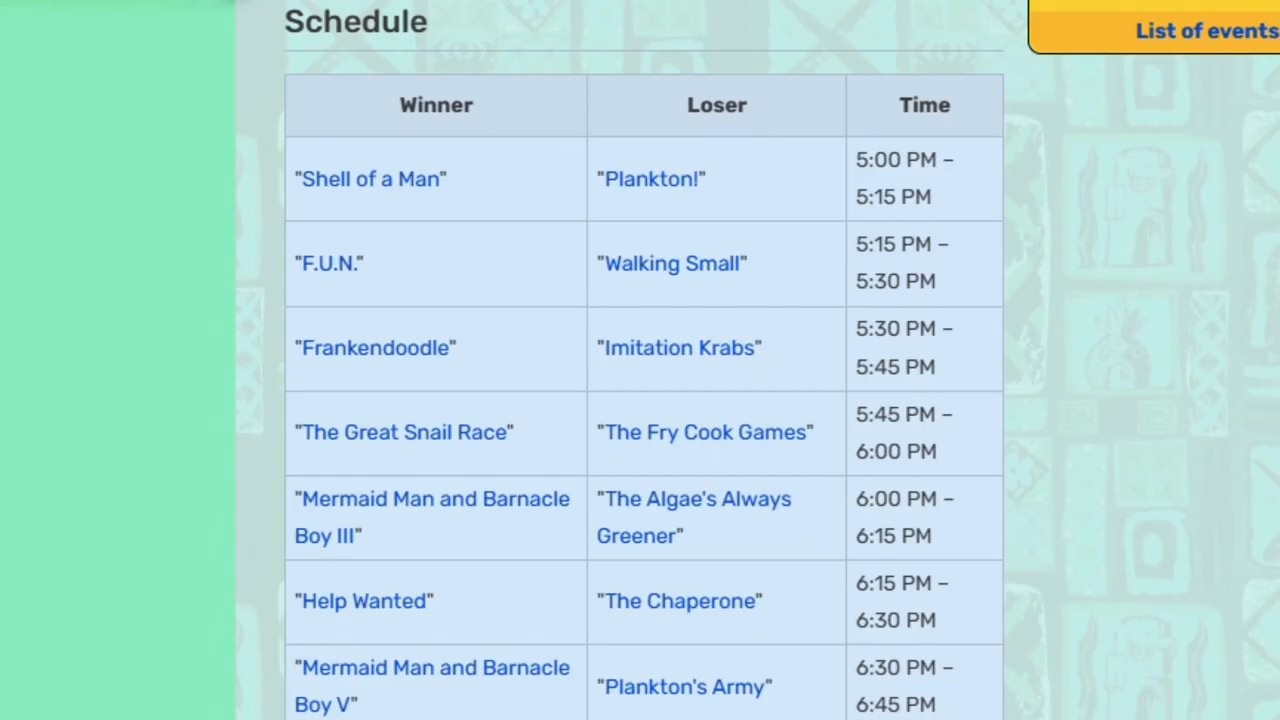 Schedule
List of events
Winner Loser Time
"Shell of a Man" "Plankton!" 5:00 PM –
5:15 PM
"F.U.N." "Walking Small" 5:15 PM –
5:30 PM
"Frankendoodle" "Imitation Krabs" 5:30 PM –
5:45 PM
"The Great Snail Race" "The Fry Cook Games" 5:45 PM –
6:00 PM
"Mermaid Man and Barnacle "The Algae's Always 6:00 PM –
Boy III" Greener" 6:15 PM
"Help Wanted" "The Chaperone" 6:15 PM –
6:30 PM
"Mermaid Man and Barnacle "Plankton's Army" 6:30 PM –
Boy V" 6:45 PM